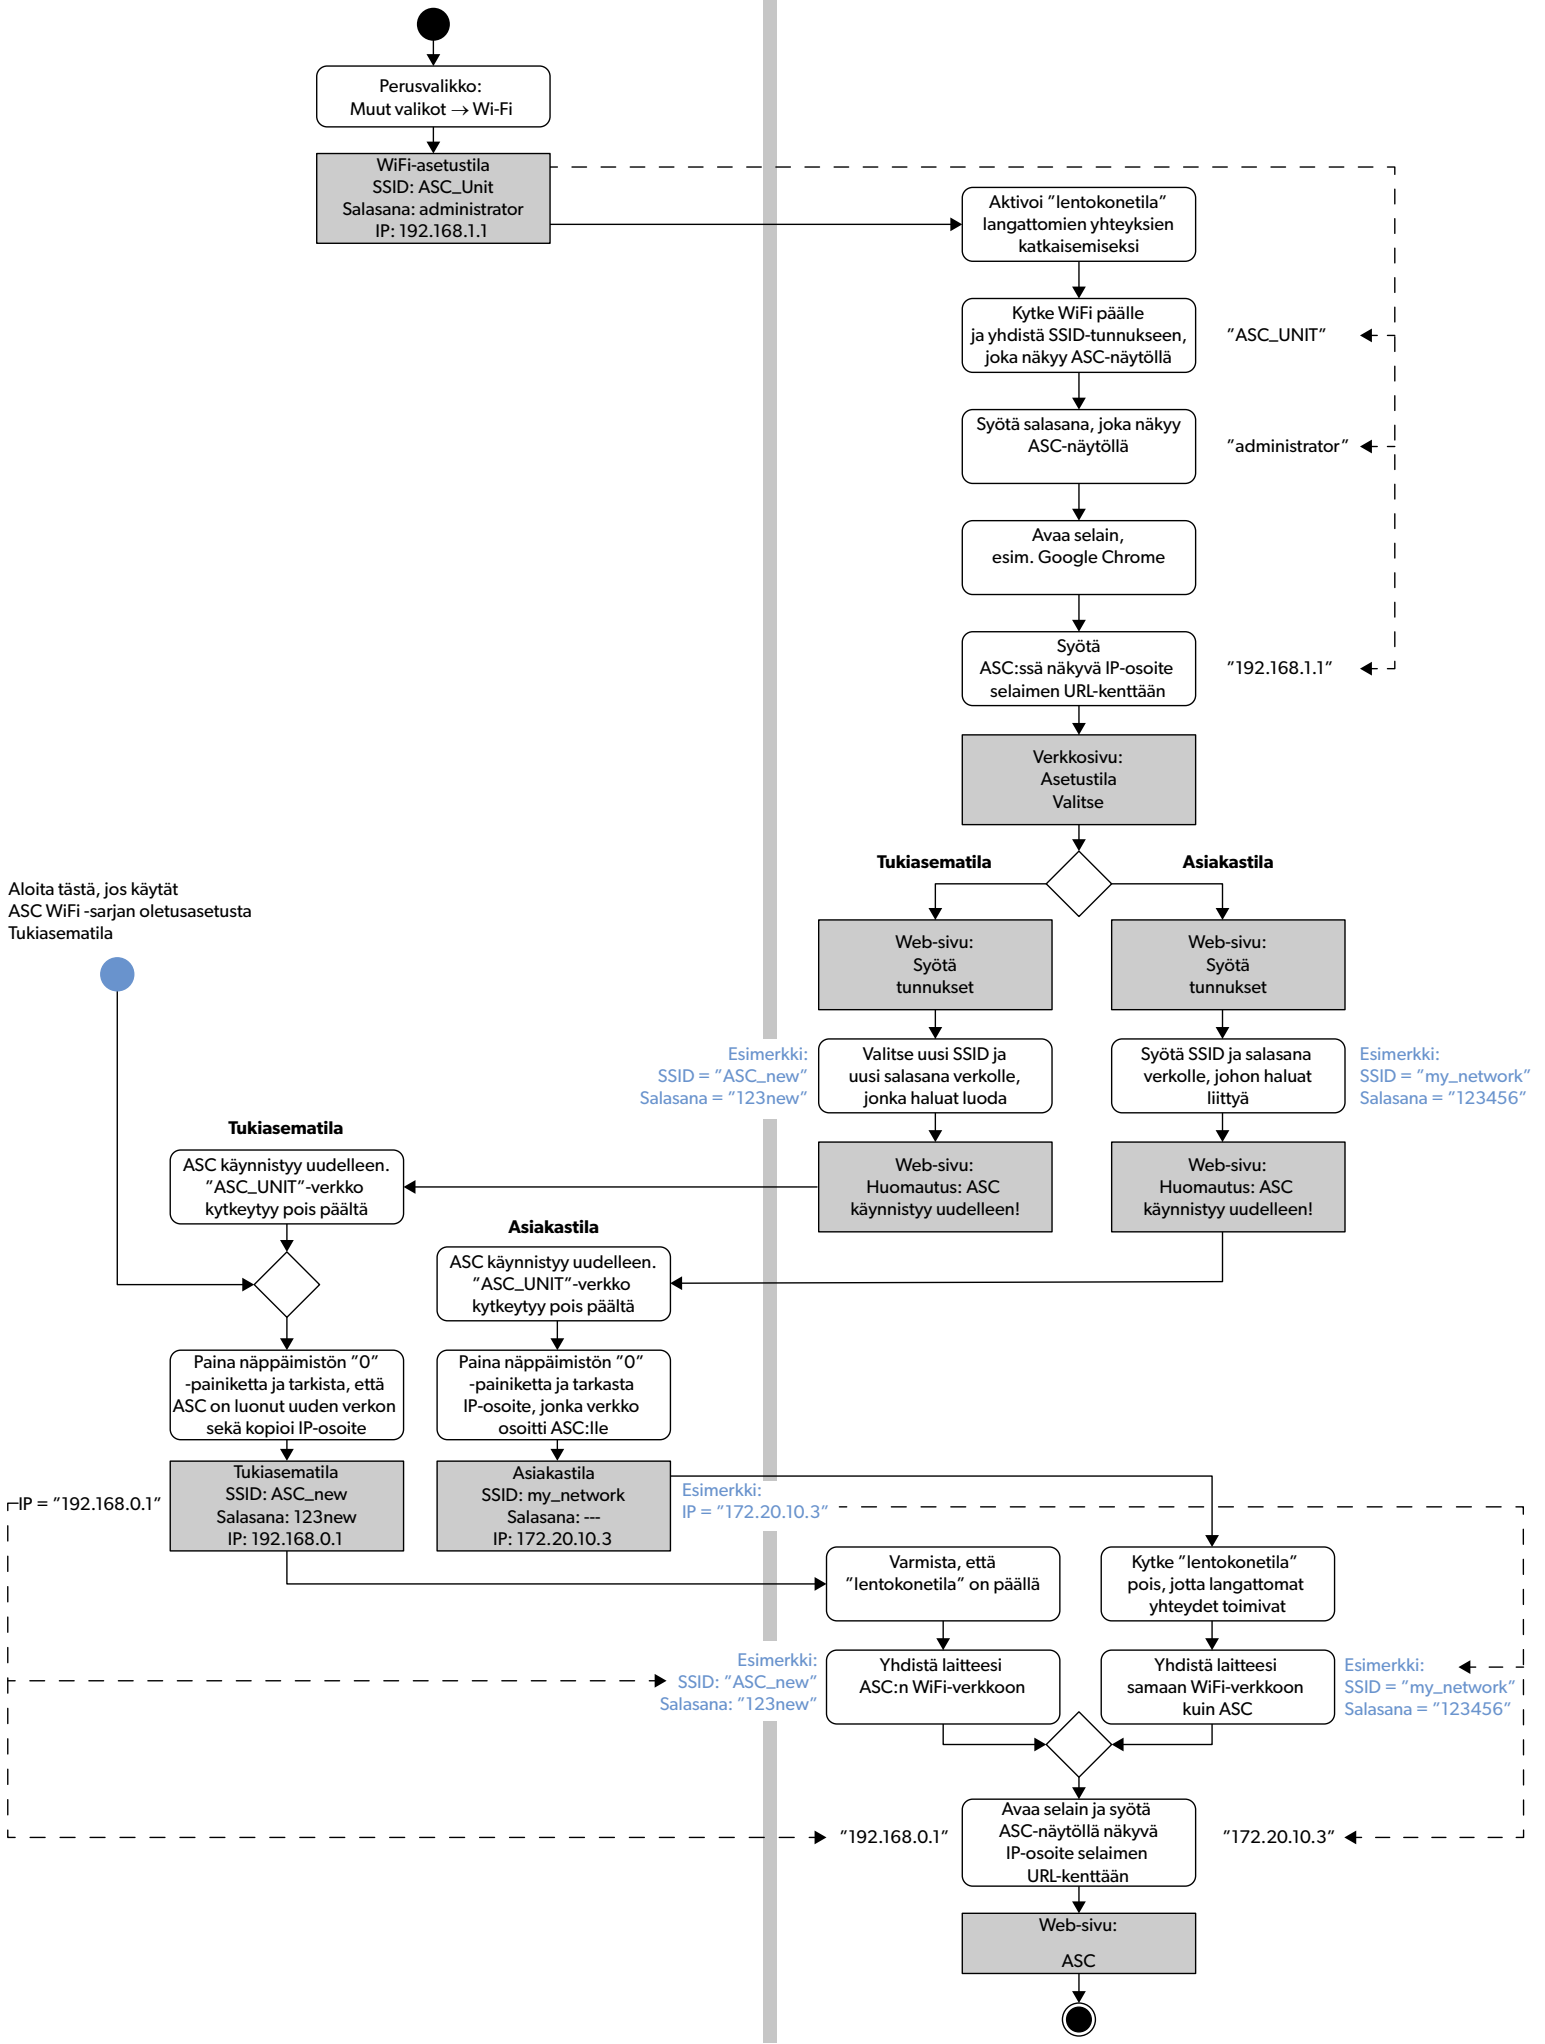 Perusvalikko:
Muut valikot → Wi-Fi
WiFi-asetustila
SSID: ASC_Unit
Salasana: administrator
IP: 192.168.1.1
Aktivoi "lentokonetila"
langattomien yhteyksien
katkaisemiseksi
Kytke WiFi päälle
ja yhdistä SSID-tunnukseen,
joka näkyy ASC-näytöllä
"ASC_UNIT"
Syötä salasana, joka näkyy
ASC-näytöllä
"administrator"
Avaa selain,
esim. Google Chrome
Syötä
ASC:ssä näkyvä IP-osoite
selaimen URL-kenttään
"192.168.1.1"
Verkkosivu:
Asetustila
Valitse
Tukiasematila
Asiakastila
Aloita tästä, jos käytät
ASC WiFi -sarjan oletusasetusta
Tukiasematila
Web-sivu:
Syötä
tunnukset
Web-sivu:
Syötä
tunnukset
Esimerkki:
SSID = "ASC_new"
Salasana = "123new"
Valitse uusi SSID ja
uusi salasana verkolle,
jonka haluat luoda
Syötä SSID ja salasana
verkolle, johon haluat
liittyä
Esimerkki:
SSID = "my_network"
Salasana = "123456"
Tukiasematila
ASC käynnistyy uudelleen.
"ASC_UNIT"-verkko
kytkeytyy pois päältä
Web-sivu:
Huomautus: ASC
käynnistyy uudelleen!
Web-sivu:
Huomautus: ASC
käynnistyy uudelleen!
Asiakastila
ASC käynnistyy uudelleen.
"ASC_UNIT"-verkko
kytkeytyy pois päältä
Paina näppäimistön "0"
-painiketta ja tarkista, että
ASC on luonut uuden verkon
sekä kopioi IP-osoite
Paina näppäimistön "0"
-painiketta ja tarkasta
IP-osoite, jonka verkko
osoitti ASC:lle
IP = "192.168.0.1"
Tukiasematila
SSID: ASC_new
Salasana: 123new
IP: 192.168.0.1
Asiakastila
SSID: my_network
Salasana: ---
IP: 172.20.10.3
Esimerkki:
IP = "172.20.10.3"
Varmista, että
"lentokonetila" on päällä
Kytke "lentokonetila"
pois, jotta langattomat
yhteydet toimivat
Esimerkki:
SSID: "ASC_new"
Salasana: "123new"
Yhdistä laitteesi
ASC:n WiFi-verkkoon
Yhdistä laitteesi
samaan WiFi-verkkoon
kuin ASC
Esimerkki:
SSID = "my_network"
Salasana = "123456"
"192.168.0.1"
Avaa selain ja syötä
ASC-näytöllä näkyvä
IP-osoite selaimen
URL-kenttään
"172.20.10.3"
Web-sivu:
ASC